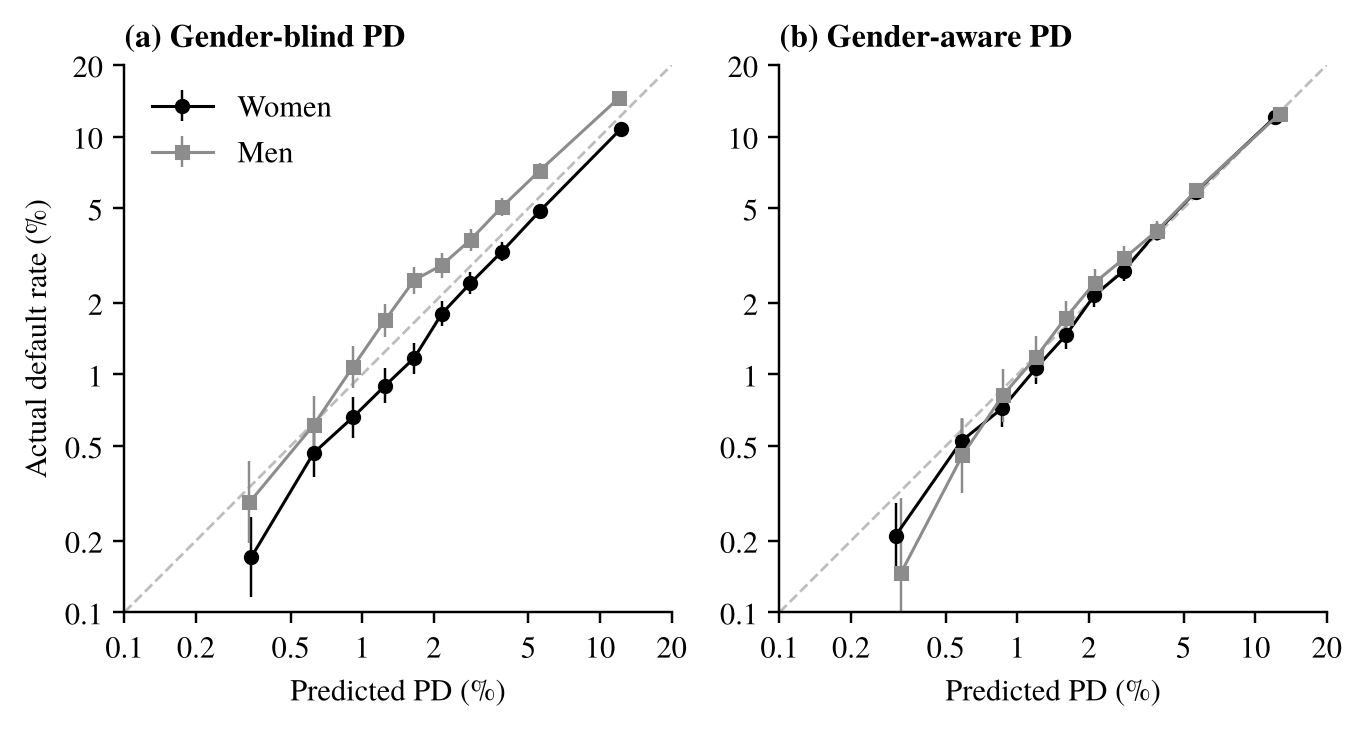 (a) Gender-blind PD
20
10
5
2
1
0.5
0.2
0.1
Actual default rate (%)
Women
Men
0.1 0.2 0.5 1 2 5 10 20
Predicted PD (%)
(b) Gender-aware PD
20
10
5
2
1
0.5
0.2
0.1
0.1 0.2 0.5 1 2 5 10 20
Predicted PD (%)